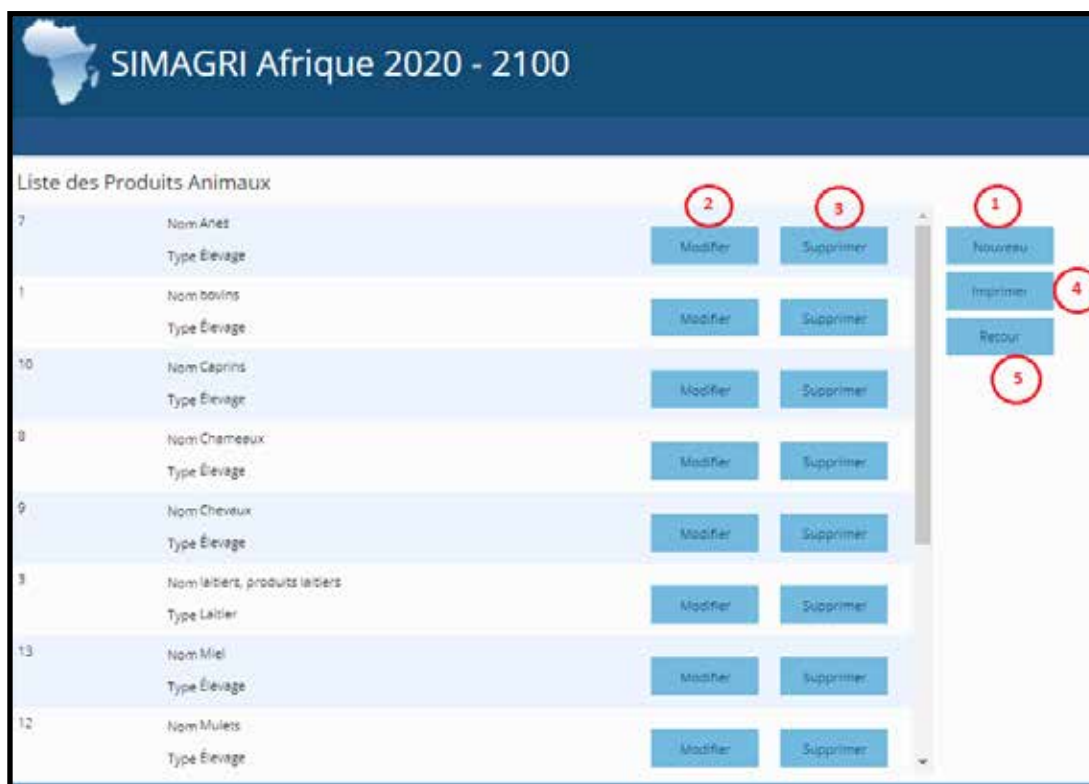 SIMAGRI Afrique 2020 - 2100
Liste des Produits Animaux
2
3
1
7
Nom Anes
Modifier
Supprimer
Nouveau
Type Élevage
1
Nom bovins
Imprimer
4
Modifier
Supprimer
Type Élevage
Retour
10
Nom Caprins
5
Modifier
Supprimer
Type Élevage
8
Nom Chameaux
Modifier
Supprimer
Type Élevage
9
Nom Chevaux
Modifier
Supprimer
Type Élevage
3
Nom laitiers, produits laitiers
Modifier
Supprimer
Type Laitier
13
Nom Miel
Modifier
Supprimer
Type Élevage
12
Nom Mulets
Modifier
Supprimer
Type Élevage